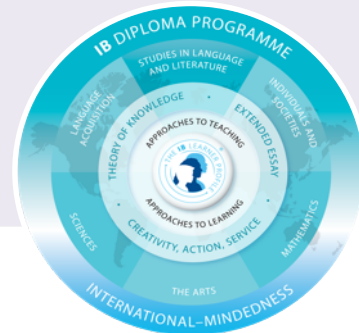 IB DIPLOMA PROGRAMME
STUDIES IN LANGUAGE
AND LITERATURE
LANGUAGE
ACQUISITION
INDIVIDUALS AND
SOCIETIES
THEORY OF KNOWLEDGE
EXTENDED ESSAY
APPROACHES TO TEACHING
THE IB LEARNER PROFILE
APPROACHES TO LEARNING
CREATIVITY, ACTION, SERVICE
SCIENCES
MATHEMATICS
THE ARTS
INTERNATIONAL-MINDEDNESS